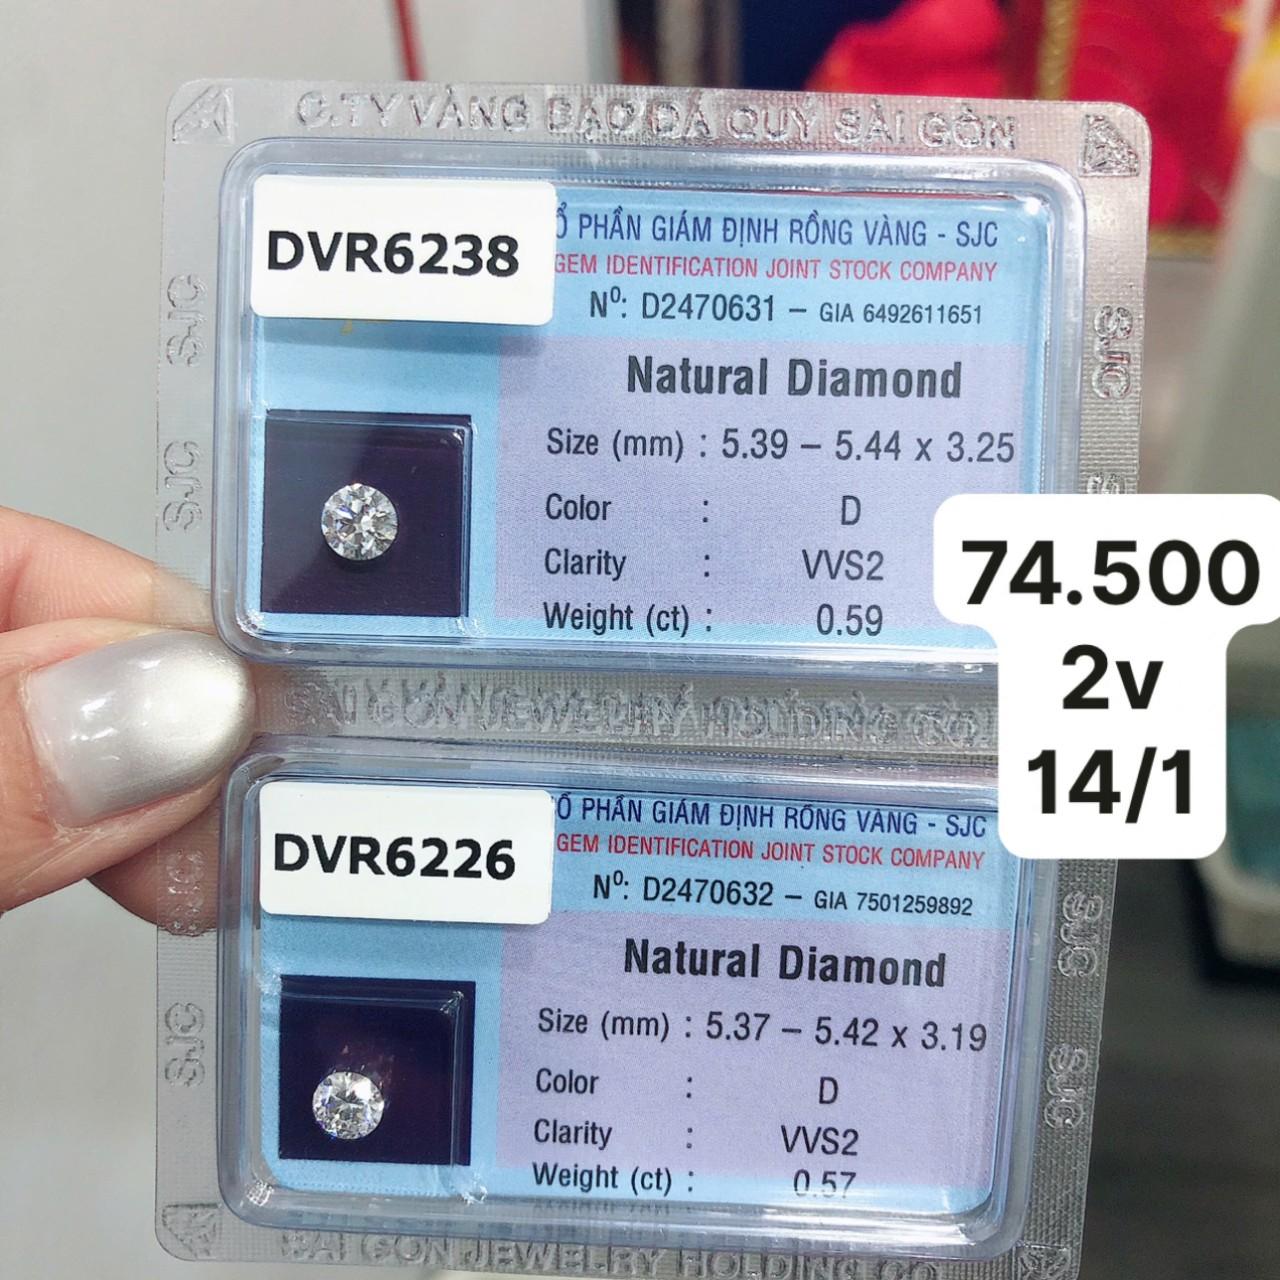 C.TY VÀNG BẠC ĐÁ QUÝ SÀI GÒN
DVR6238
Ổ PHẦN GIÁM ĐỊNH RỒNG VÀNG - SJC
GEM IDENTIFICATION JOINT STOCK COMPANY
Nº: D2470631 – GIA 6492611651
Natural Diamond
Size (mm) : 5.39 – 5.44 x 3.25
Color : D
Clarity : VVS2
Weight (ct) : 0.59
SJC
SJC
SJC
74.500
2v
14/1
SAI GON JEWELRY HOLDING CO.
DVR6226
Ổ PHẦN GIÁM ĐỊNH RỒNG VÀNG - SJC
GEM IDENTIFICATION JOINT STOCK COMPANY
Nº: D2470632 – GIA 7501259892
Natural Diamond
Size (mm) : 5.37 – 5.42 x 3.19
Color : D
Clarity : VVS2
Weight (ct) : 0.57
SJC
SJC
SJC
SJC
SAI GON JEWELRY HOLDING CO